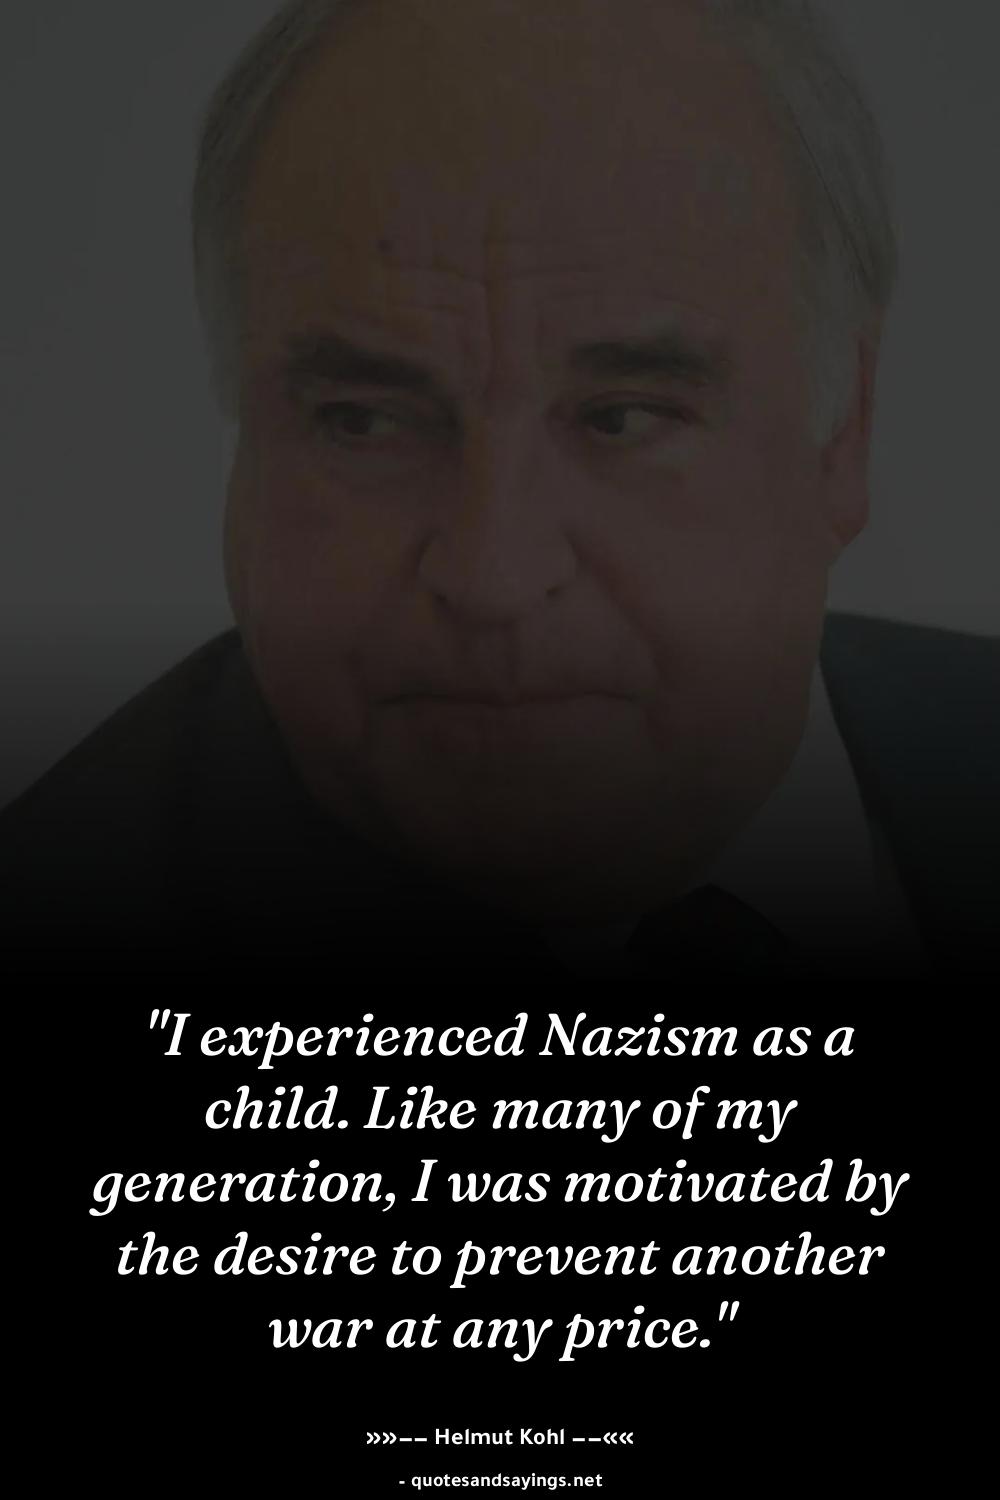 "I experienced Nazism as a
child. Like many of my
generation, I was motivated by
the desire to prevent another
war at any price."
»»–– Helmut Kohl ––««
- quotesandsayings.net